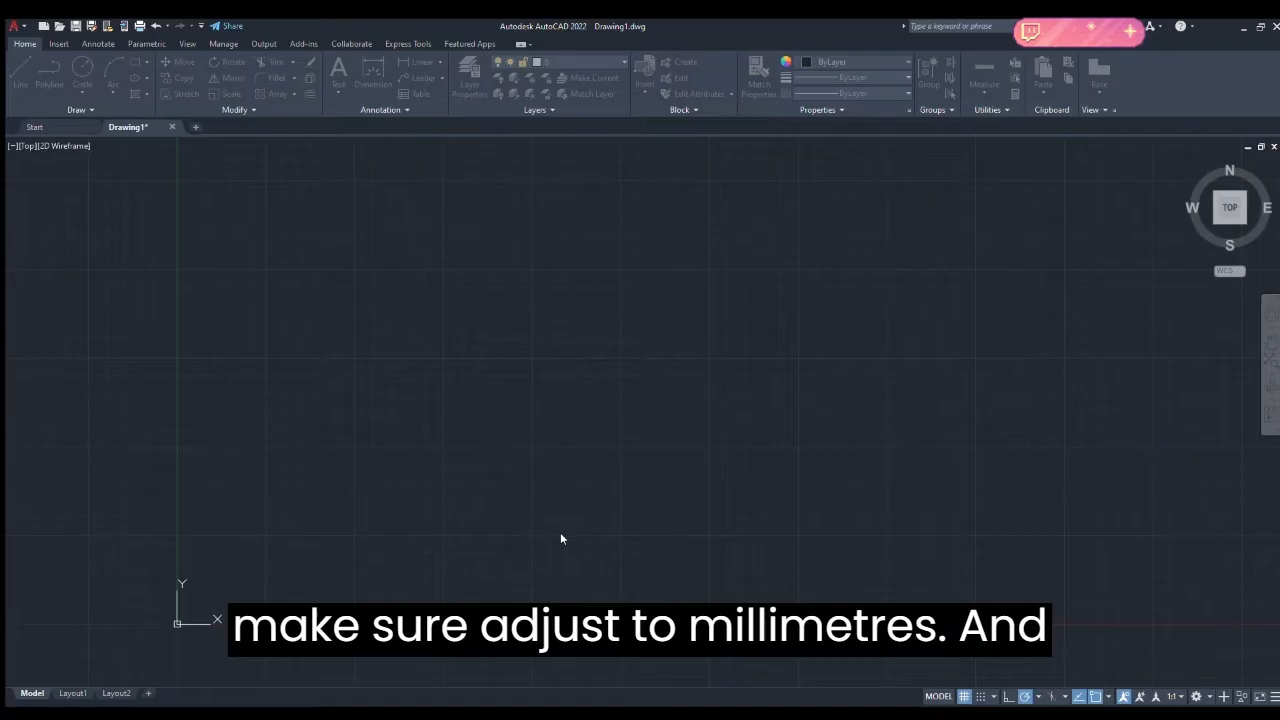 Share
Autodesk AutoCAD 2022 Drawing1.dwg
Type a keyword or phrase
Home Insert Annotate Parametric View Manage Output Add-ins Collaborate Express Tools Featured Apps
Move Rotate Trim Linear 0 Create ByLayer
Line Polyline Circle Arc Copy Mirror Fillet Text Dimension Leader Layer Properties Make Current Insert Edit Match Properties ByLayer Group Measure Paste Base
Stretch Scale Array Table Match Layer Edit Attributes ByLayer
Draw Modify Annotation Layers Block Properties Groups Utilities Clipboard View
Start Drawing1* +
[−][Top][2D Wireframe]
N
W TOP E
S
WCS
Y
X
make sure adjust to millimetres. And
Model Layout1 Layout2 +
MODEL 1:1